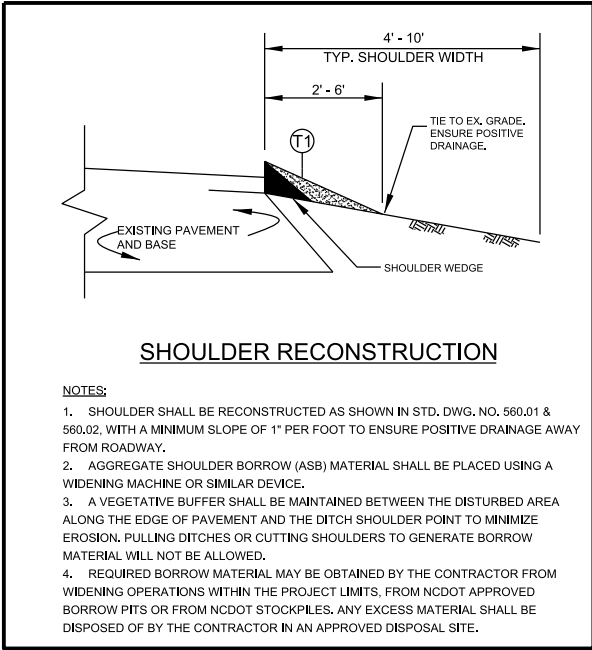 4' - 10'
TYP. SHOULDER WIDTH
2' - 6'
T1
TIE TO EX. GRADE.
ENSURE POSITIVE
DRAINAGE.
EXISTING PAVEMENT
AND BASE
SHOULDER WEDGE
SHOULDER RECONSTRUCTION
NOTES:
1. SHOULDER SHALL BE RECONSTRUCTED AS SHOWN IN STD. DWG. NO. 560.01 &
560.02, WITH A MINIMUM SLOPE OF 1" PER FOOT TO ENSURE POSITIVE DRAINAGE AWAY
FROM ROADWAY.
2. AGGREGATE SHOULDER BORROW (ASB) MATERIAL SHALL BE PLACED USING A
WIDENING MACHINE OR SIMILAR DEVICE.
3. A VEGETATIVE BUFFER SHALL BE MAINTAINED BETWEEN THE DISTURBED AREA
ALONG THE EDGE OF PAVEMENT AND THE DITCH SHOULDER POINT TO MINIMIZE
EROSION. PULLING DITCHES OR CUTTING SHOULDERS TO GENERATE BORROW
MATERIAL WILL NOT BE ALLOWED.
4. REQUIRED BORROW MATERIAL MAY BE OBTAINED BY THE CONTRACTOR FROM
WIDENING OPERATIONS WITHIN THE PROJECT LIMITS, FROM NCDOT APPROVED
BORROW PITS OR FROM NCDOT STOCKPILES. ANY EXCESS MATERIAL SHALL BE
DISPOSED OF BY THE CONTRACTOR IN AN APPROVED DISPOSAL SITE.